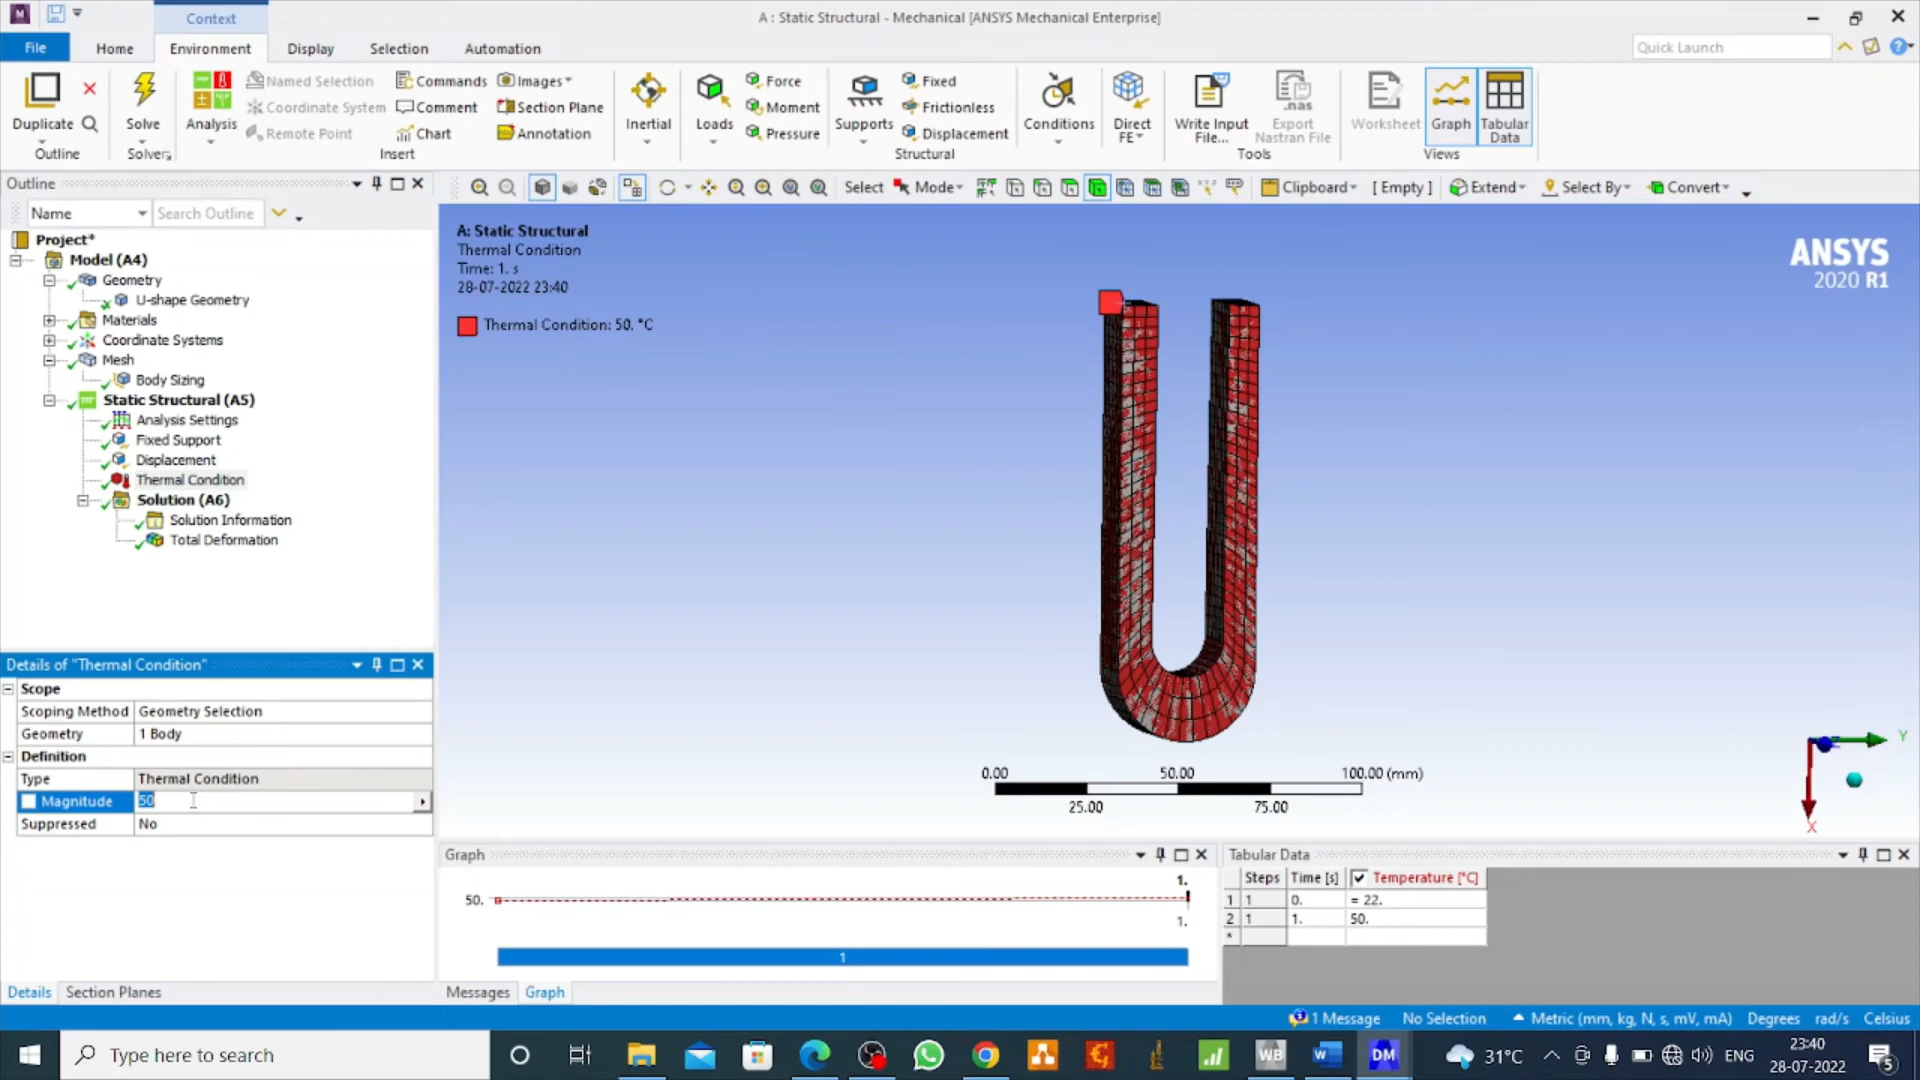 Context
A : Static Structural - Mechanical [ANSYS Mechanical Enterprise]
File Home Environment Display Selection Automation
Quick Launch
Named Selection Commands Images
Force Fixed
Coordinate System Comment Section Plane
Moment Frictionless
Remote Point Chart Annotation
Pressure Displacement
Duplicate Solve Analysis Inertial Loads Supports Conditions Direct FE Write Input File... Export Nastran File Worksheet Graph Tabular Data
.nas
Outline Solver Insert Structural Tools Views
Outline
Name Search Outline
Select Mode Clipboard [ Empty ] Extend Select By Convert
Project*
Model (A4)
Geometry
U-shape Geometry
Materials
Coordinate Systems
Mesh
Body Sizing
Static Structural (A5)
Analysis Settings
Fixed Support
Displacement
Thermal Condition
Solution (A6)
Solution Information
Total Deformation
A: Static Structural
Thermal Condition
Time: 1. s
28-07-2022 23:40
Thermal Condition: 50. °C
ANSYS
2020 R1
0.00 50.00 100.00 (mm)
25.00 75.00
Y
X
Details of "Thermal Condition"
Scope
Scoping Method Geometry Selection
Geometry 1 Body
Definition
Type Thermal Condition
Magnitude 50
Suppressed No
Details Section Planes
Graph
1.
50.
1.
1
Messages Graph
Tabular Data
Steps Time [s] Temperature [°C]
1 1 0. = 22.
2 1 1. 50.
*
1 Message No Selection Metric (mm, kg, N, s, mV, mA) Degrees rad/s Celsius
Type here to search
WB
DM
31°C
ENG
23:40
28-07-2022
5